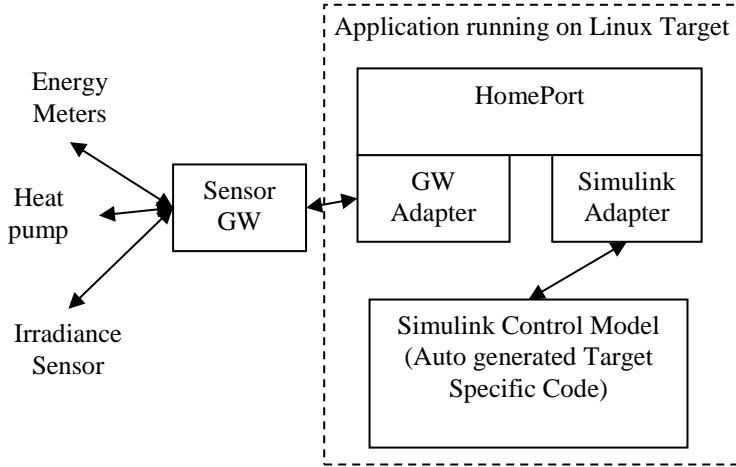 Application running on Linux Target
Energy
Meters
HomePort
Sensor
GW
GW
Adapter
Simulink
Adapter
Heat
pump
Irradiance
Sensor
Simulink Control Model
(Auto generated Target
Specific Code)